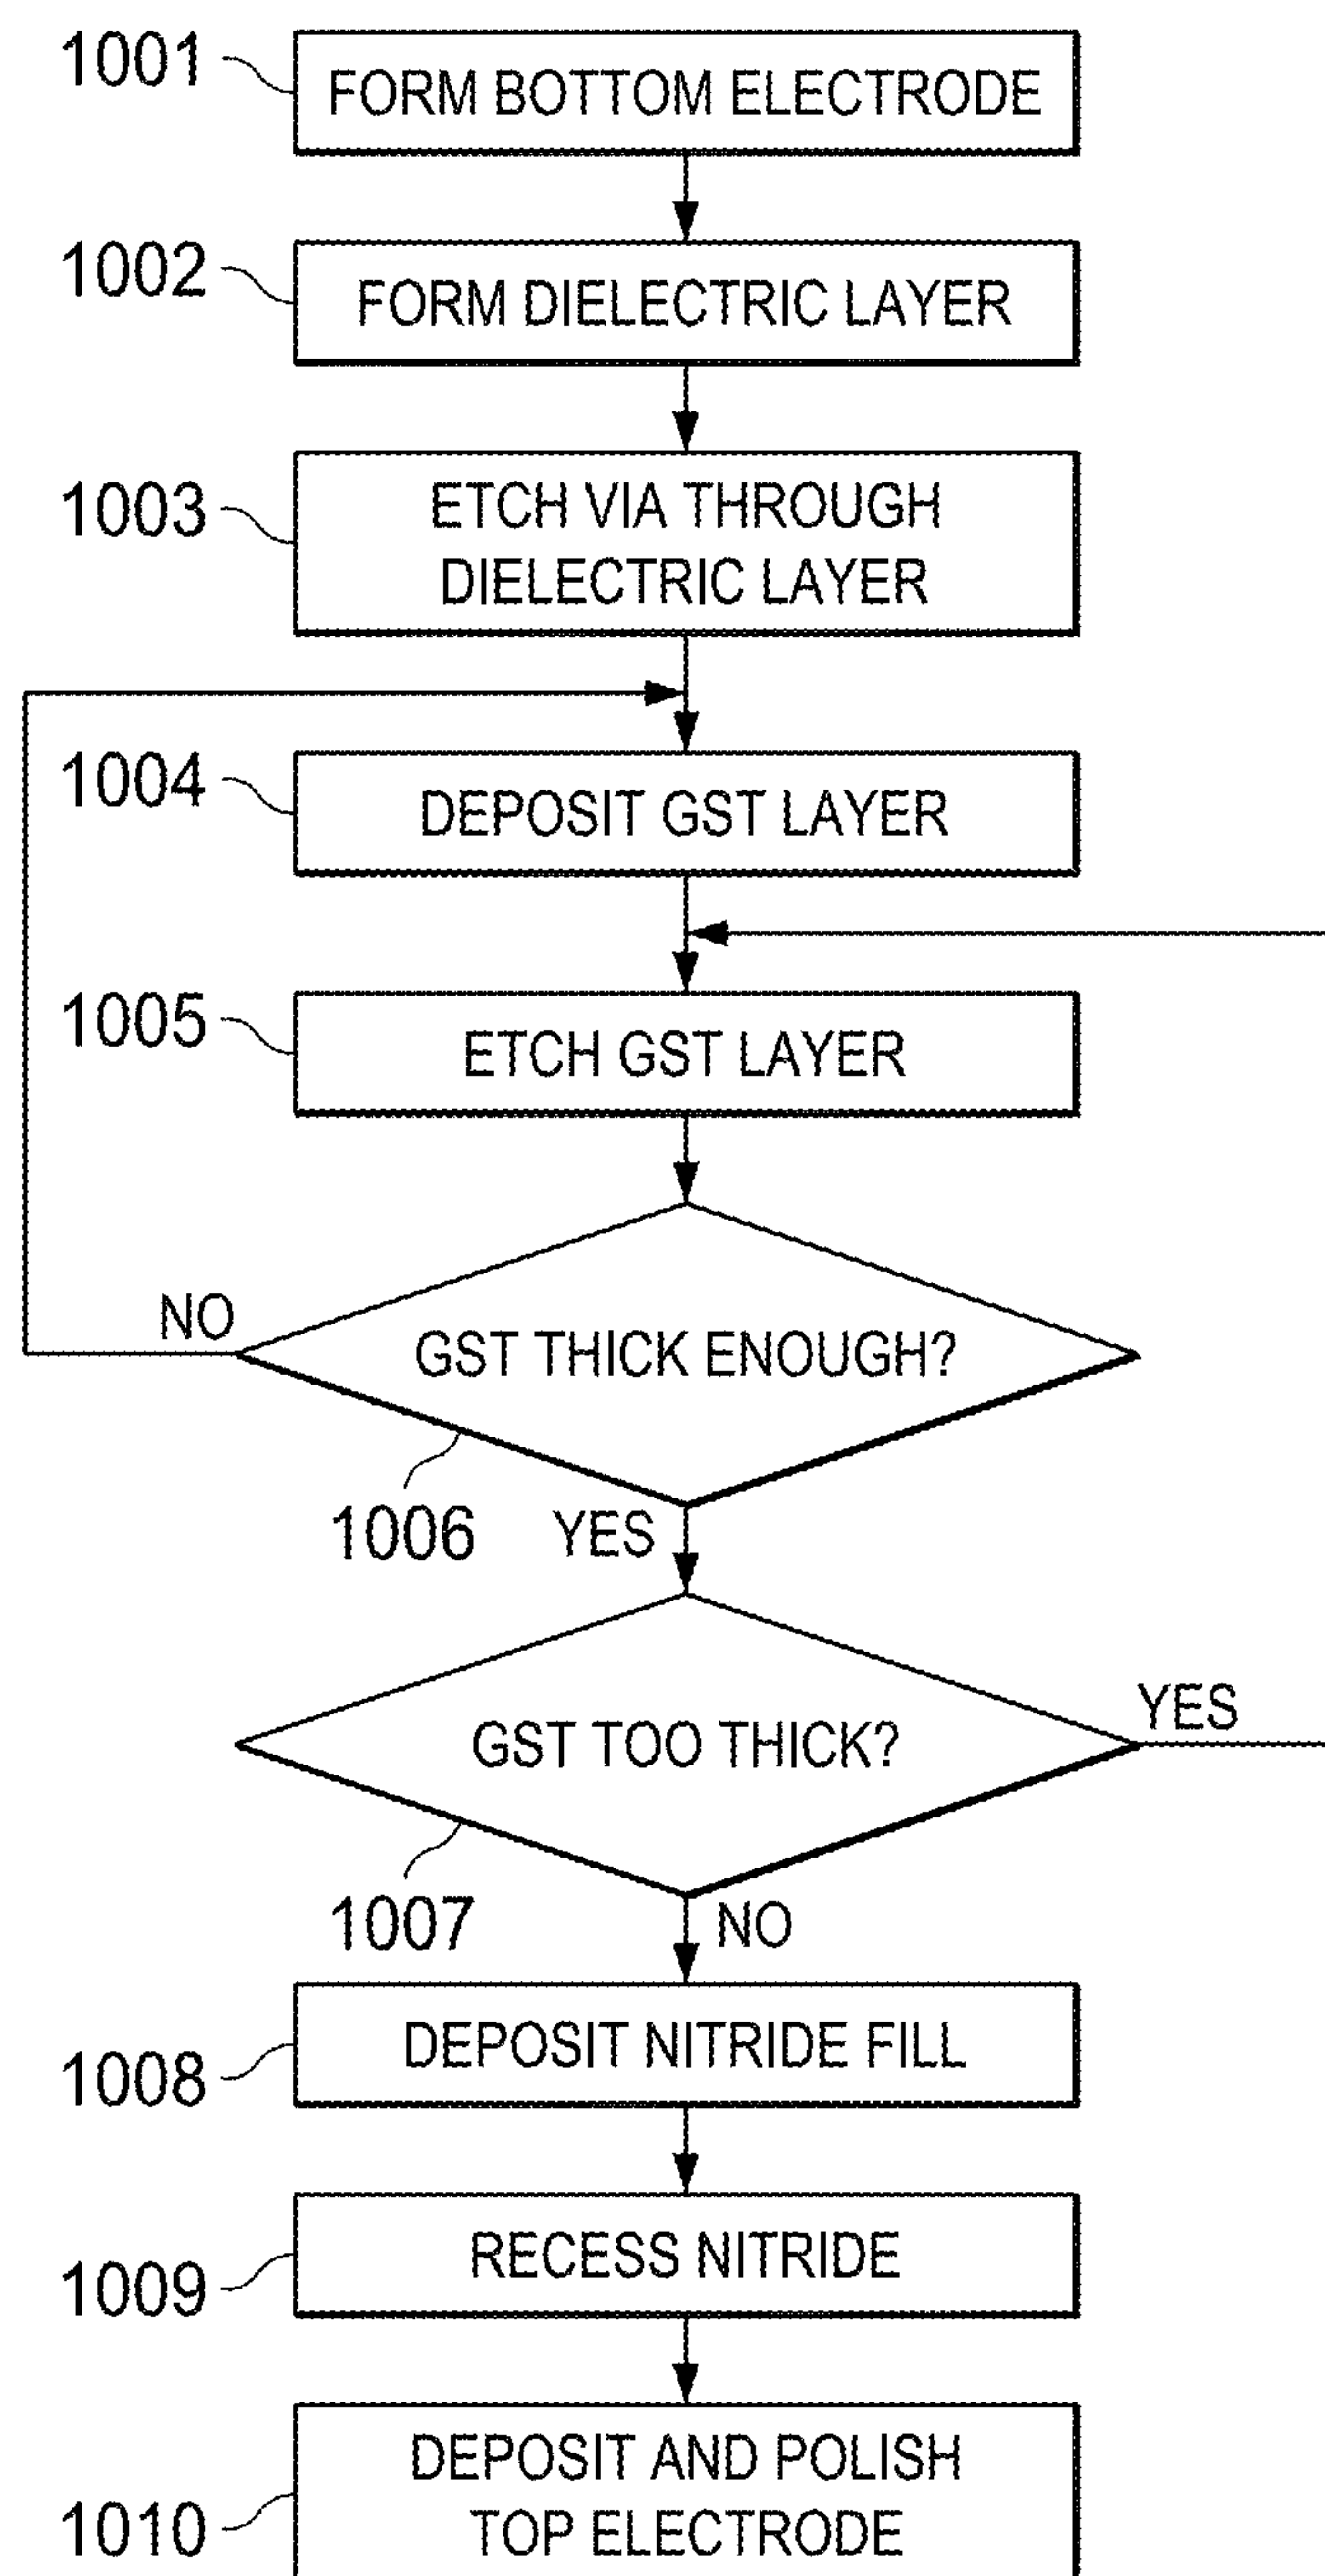 1001
FORM BOTTOM ELECTRODE
1002
FORM DIELECTRIC LAYER
1003
ETCH VIA THROUGH
DIELECTRIC LAYER
1004
DEPOSIT GST LAYER
1005
ETCH GST LAYER
NO
GST THICK ENOUGH?
1006
YES
GST TOO THICK?
YES
1007
NO
DEPOSIT NITRIDE FILL
1008
RECESS NITRIDE
1009
DEPOSIT AND POLISH
TOP ELECTRODE
1010